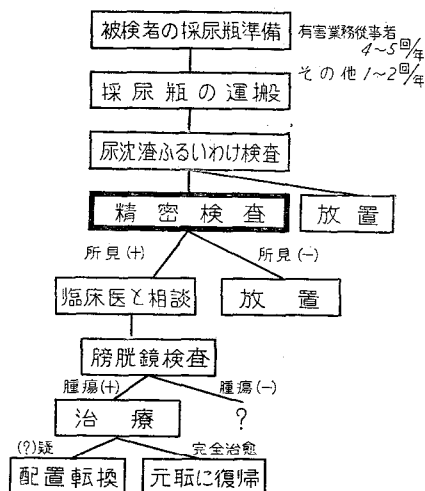 被検者の採尿瓶準備
有害業務従事者
4～5回/年
採尿瓶の運搬
その他 1～2回/年
尿沈渣ふるいわけ検査
精密検査
放置
所見(+)
所見(−)
臨床医と相談
放置
膀胱鏡検査
腫瘍(+)
腫瘍(−)
治療
?
(?)疑
完全治愈
配置転換
元職に復帰